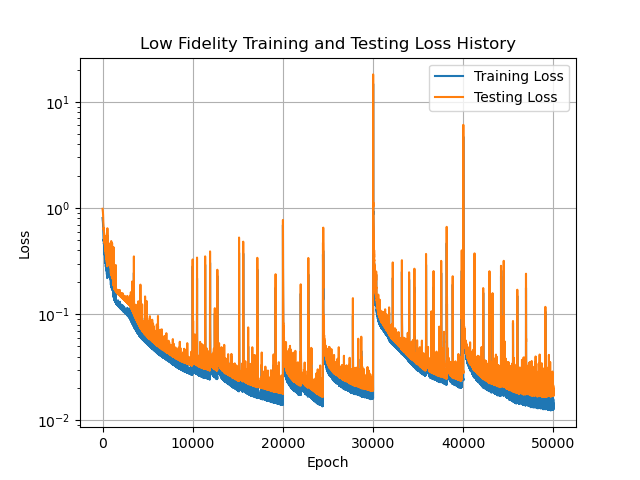 Low Fidelity Training and Testing Loss History
Training Loss
Testing Loss
Loss
10¹
10⁰
10⁻¹
10⁻²
0 10000 20000 30000 40000 50000
Epoch